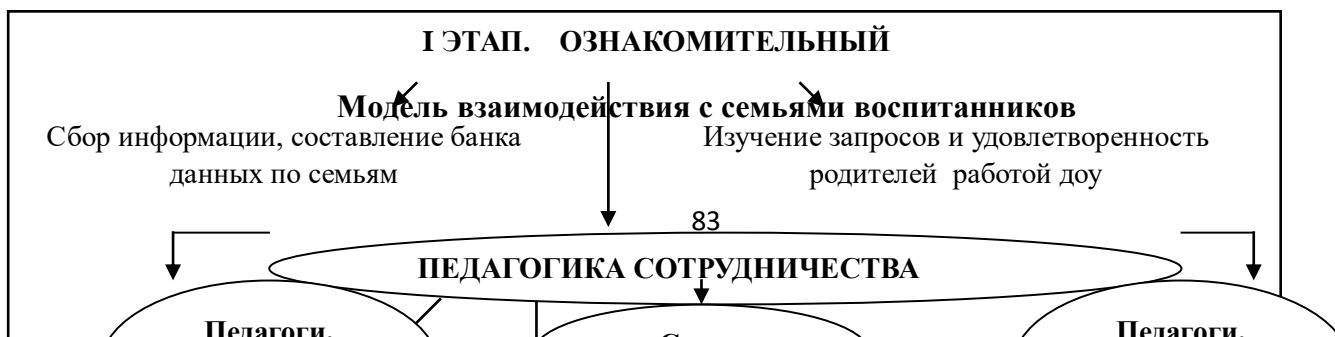 I ЭТАП. ОЗНАКОМИТЕЛЬНЫЙ
Модель взаимодействия с семьями воспитанников
Сбор информации, составление банка
данных по семьям
Изучение запросов и удовлетворенность
родителей работой доу
83
ПЕДАГОГИКА СОТРУДНИЧЕСТВА
Педагоги,
Педагоги,